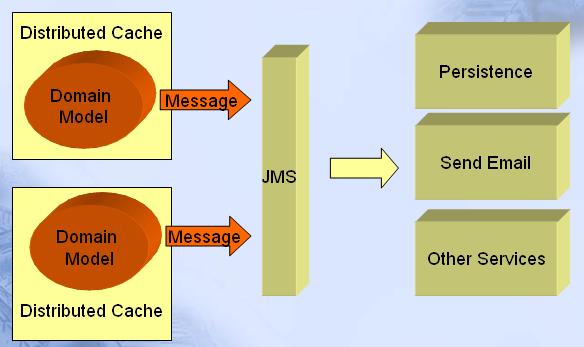 Distributed Cache
Domain
Model
Message
Domain
Model
Distributed Cache
Message
JMS
Persistence
Send Email
Other Services